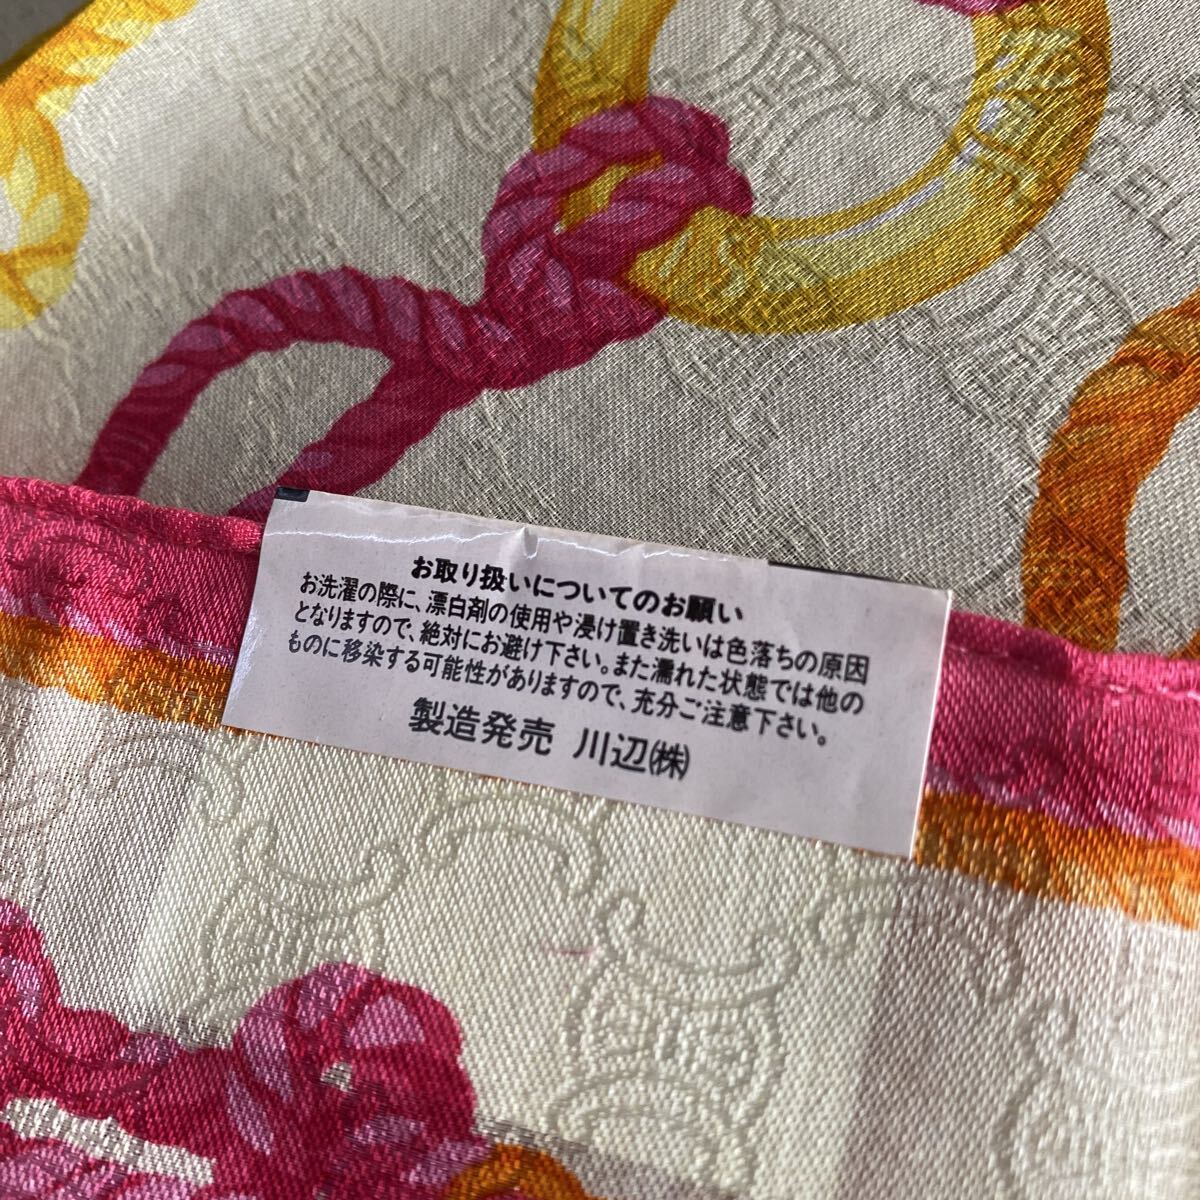 お取り扱いについてのお願い
お洗濯の際に、漂白剤の使用や浸け置き洗いは色落ちの原因
となりますので、絶対にお避け下さい。また濡れた状態では他の
ものに移染する可能性がありますので、充分ご注意下さい。
製造発売 川辺㈱